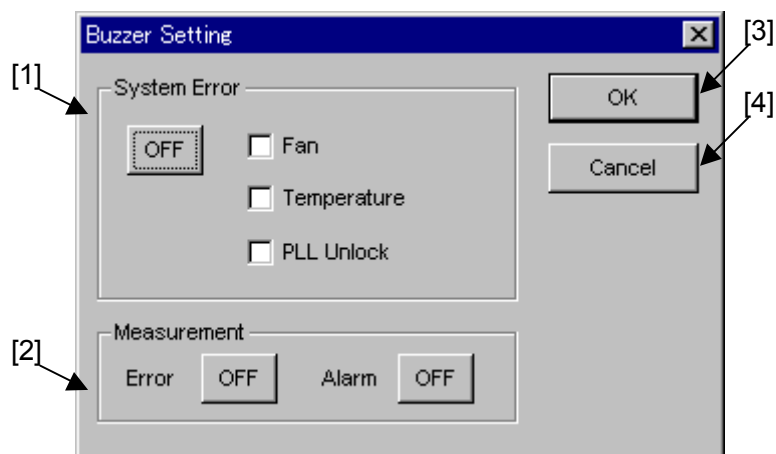 Buzzer Setting
[3]
[1]
System Error
OK
[4]
OFF
Fan
Cancel
Temperature
PLL Unlock
[2]
Measurement
Error OFF Alarm OFF